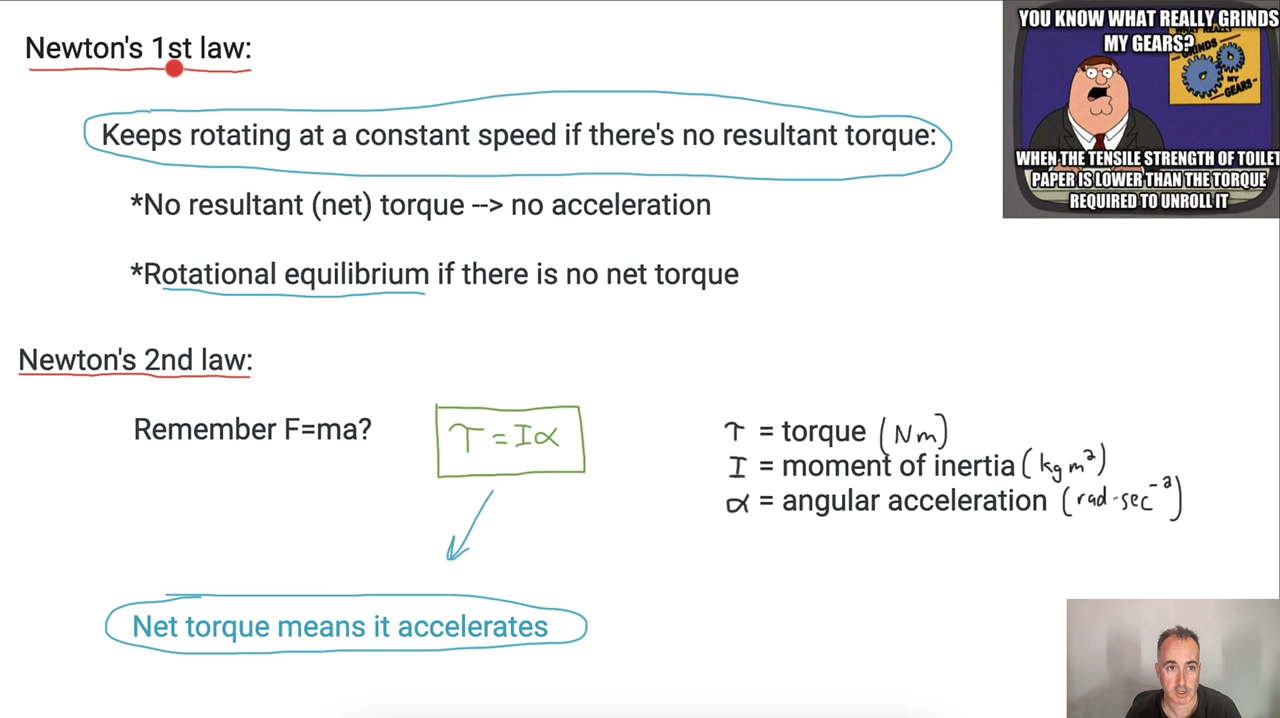 Newton's 1st law:
Keeps rotating at a constant speed if there's no resultant torque:
*No resultant (net) torque --> no acceleration
*Rotational equilibrium if there is no net torque
YOU KNOW WHAT REALLY GRINDS
MY GEARS?
GRINDS
MY
GEARS
WHEN THE TENSILE STRENGTH OF TOILET
PAPER IS LOWER THAN THE TORQUE
REQUIRED TO UNROLL IT
Newton's 2nd law:
Remember F=ma?
τ = Iα
τ = torque (Nm)
I = moment of inertia (kg m²)
α = angular acceleration (rad·sec⁻²)
Net torque means it accelerates